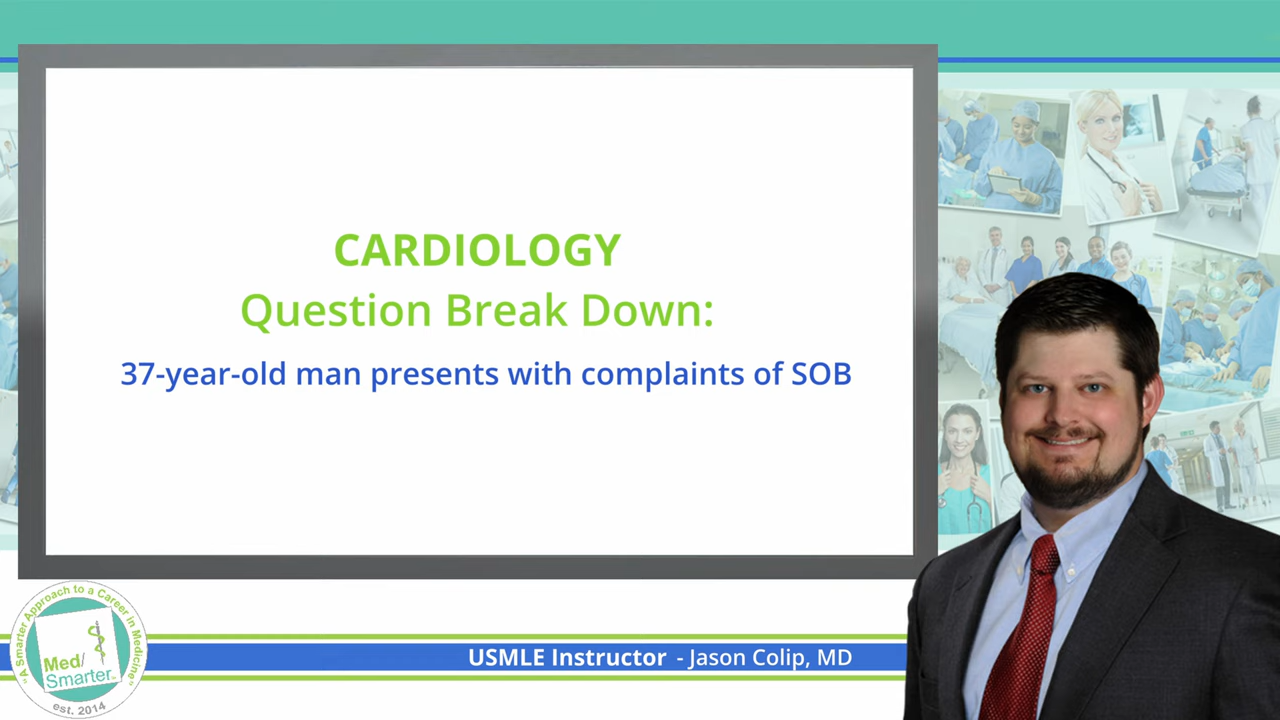 CARDIOLOGY
Question Break Down:
37-year-old man presents with complaints of SOB
"A Smarter Approach to a Career in Medicine"
Med/
Smarter
est. 2014
USMLE Instructor - Jason Colip, MD